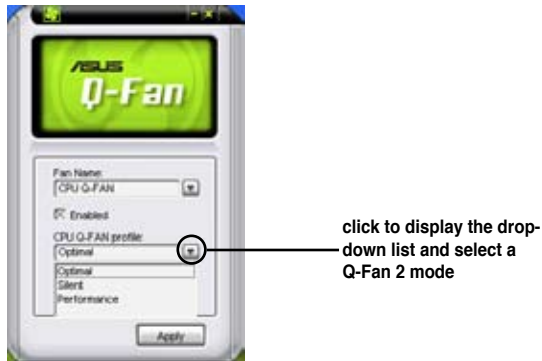 ASUS
Q-Fan
Fan Name:
CPU Q-FAN
Enabled
CPU Q-FAN profile:
Optimal
Optimal
Silent
Performance
Apply
click to display the drop-
down list and select a
Q-Fan 2 mode